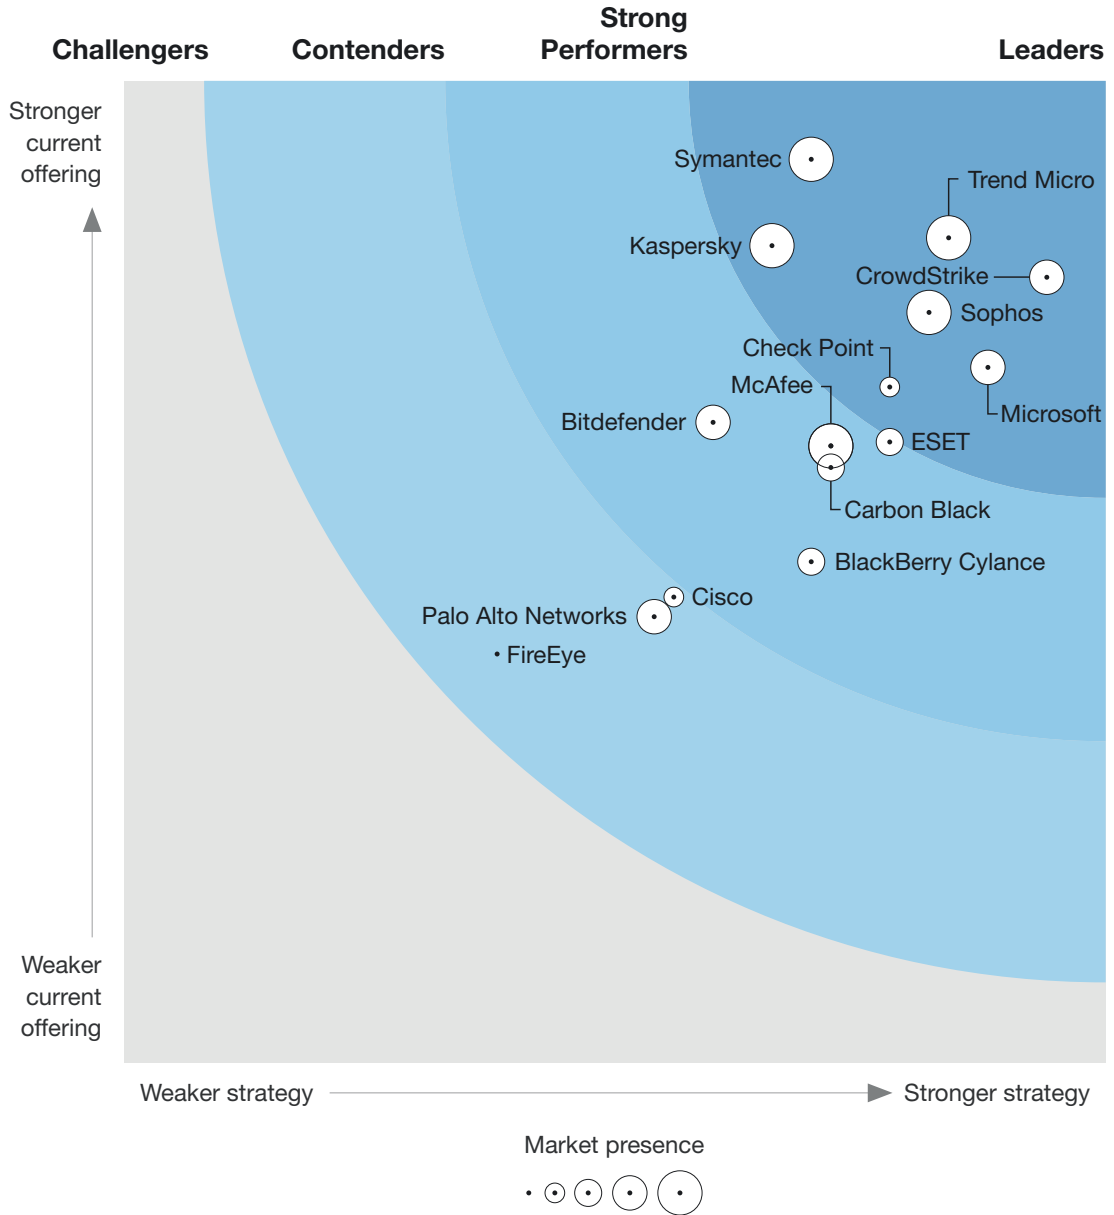 Challengers
Contenders
Strong
Performers
Leaders
Stronger
current
offering
Symantec
Trend Micro
Kaspersky
CrowdStrike
Sophos
Check Point
McAfee
Microsoft
Bitdefender
ESET
Carbon Black
BlackBerry Cylance
Cisco
Palo Alto Networks
FireEye
Weaker
current
offering
Weaker strategy
Stronger strategy
Market presence